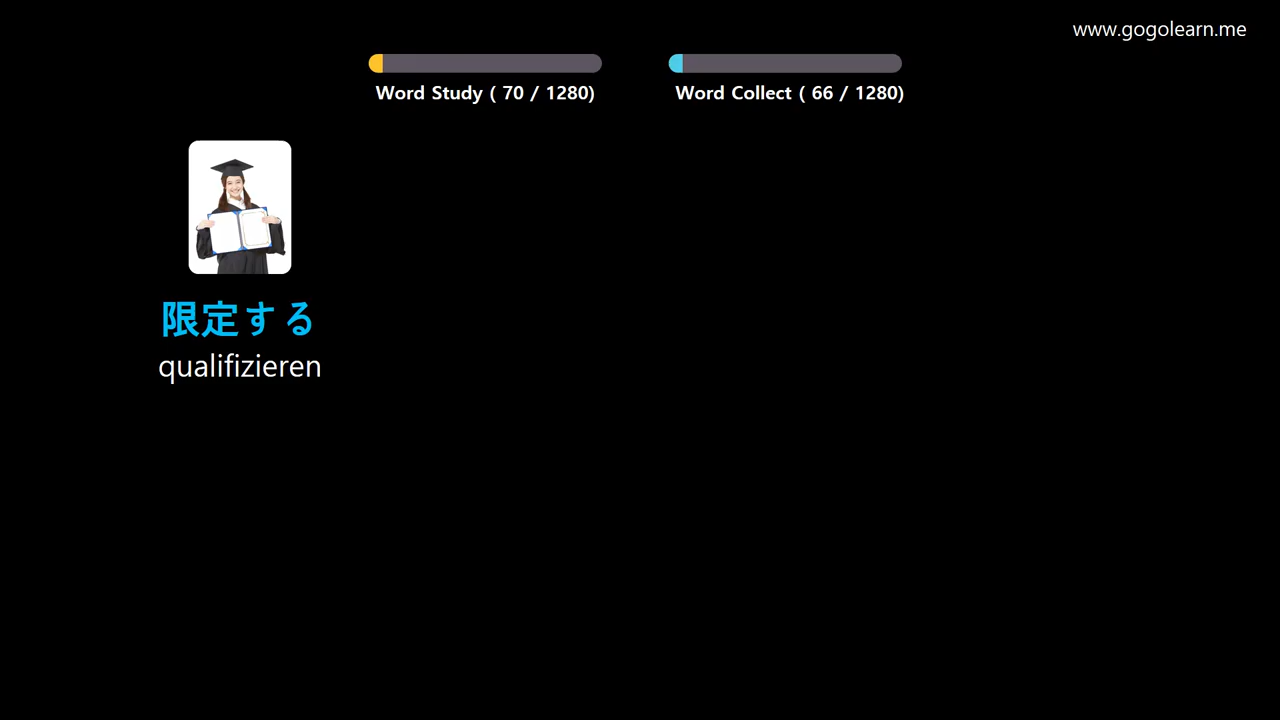 www.gogolearn.me
Word Study ( 70 / 1280)
Word Collect ( 66 / 1280)
限定する
qualifizieren